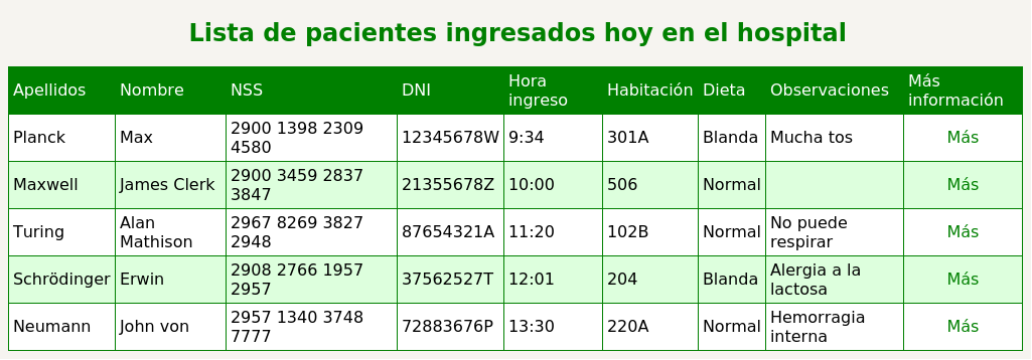 Lista de pacientes ingresados hoy en el hospital
Apellidos Nombre NSS DNI Hora ingreso Habitación Dieta Observaciones Más información
Planck Max 2900 1398 2309 4580 12345678W 9:34 301A Blanda Mucha tos Más
Maxwell James Clerk 2900 3459 2837 3847 21355678Z 10:00 506 Normal Más
Turing Alan Mathison 2967 8269 3827 2948 87654321A 11:20 102B Normal No puede respirar Más
Schrödinger Erwin 2908 2766 1957 2957 37562527T 12:01 204 Blanda Alergia a la lactosa Más
Neumann John von 2957 1340 3748 7777 72883676P 13:30 220A Normal Hemorragia interna Más